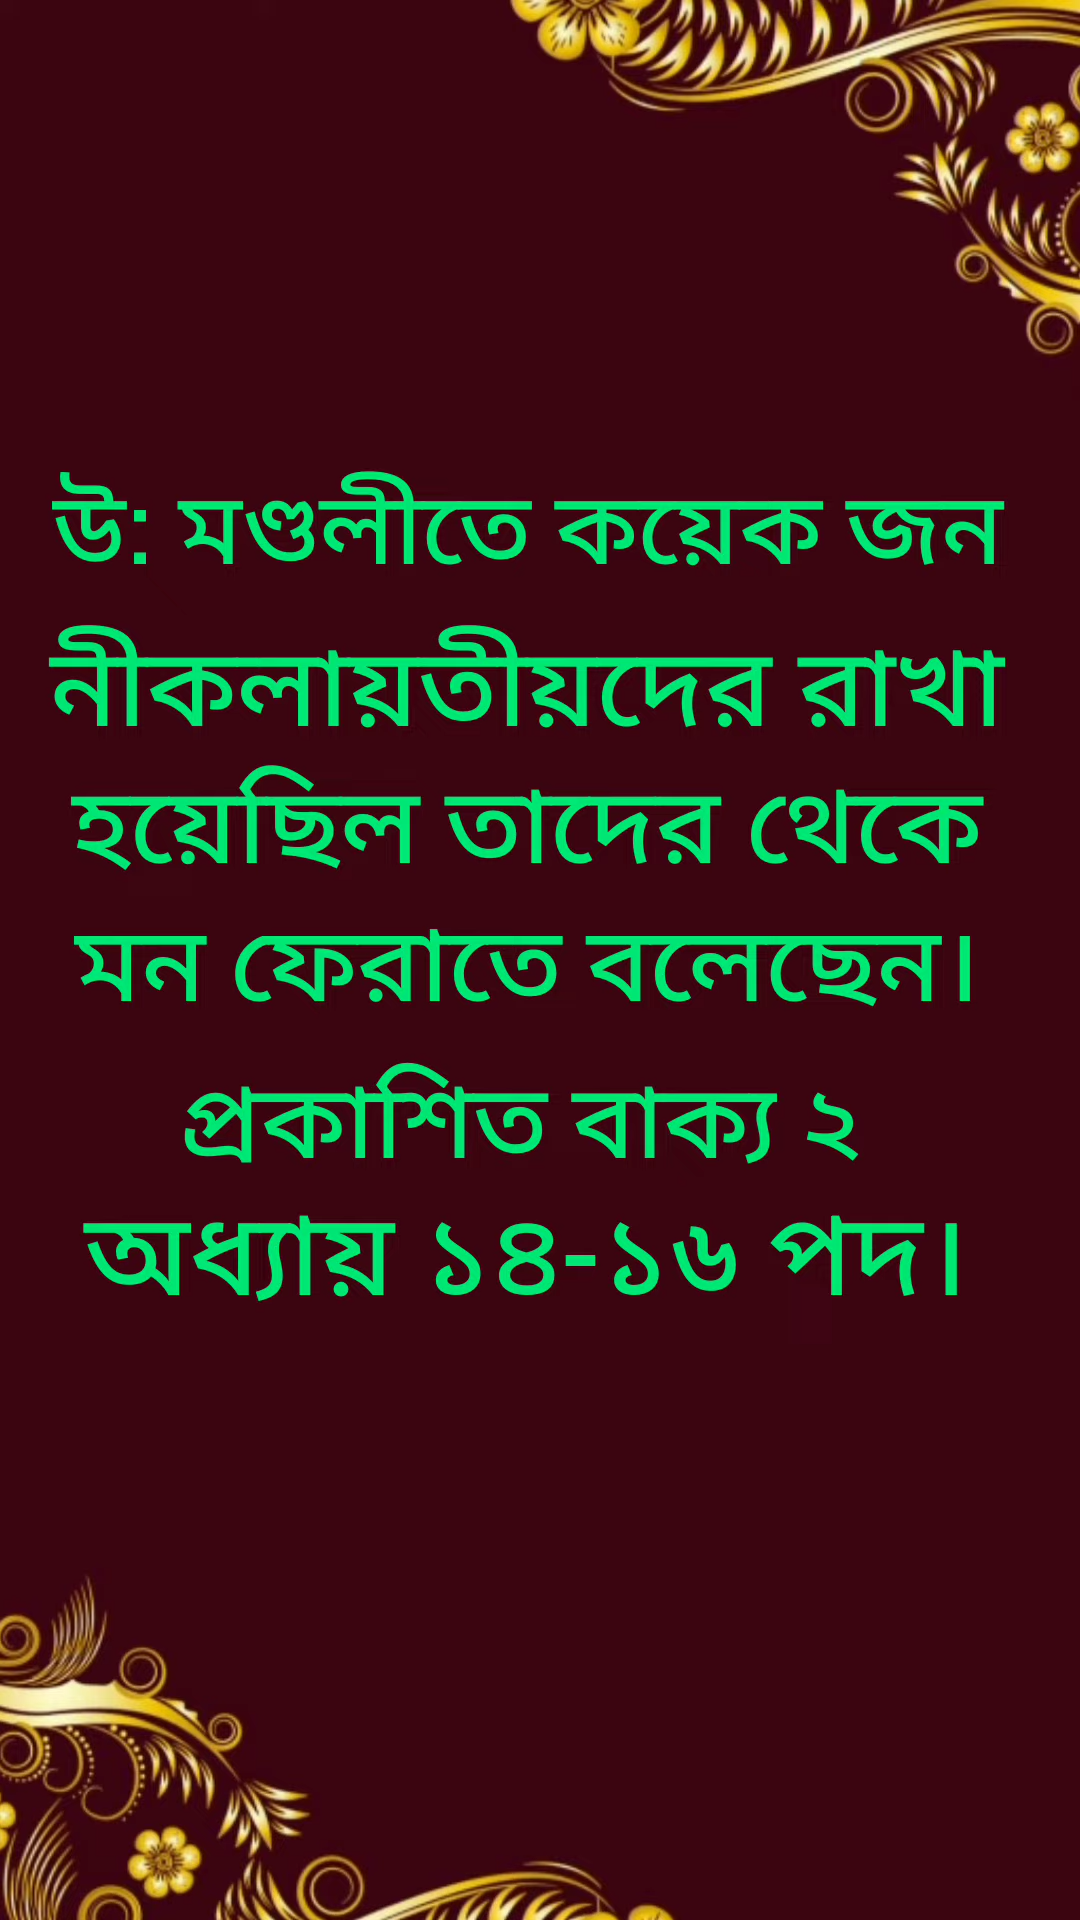 উ: মণ্ডলীতে কয়েক জন
নীকলায়তীয়দের রাখা
হয়েছিল তাদের থেকে
মন ফেরাতে বলেছেন।
প্রকাশিত বাক্য ২
অধ্যায় ১৪-১৬ পদ।